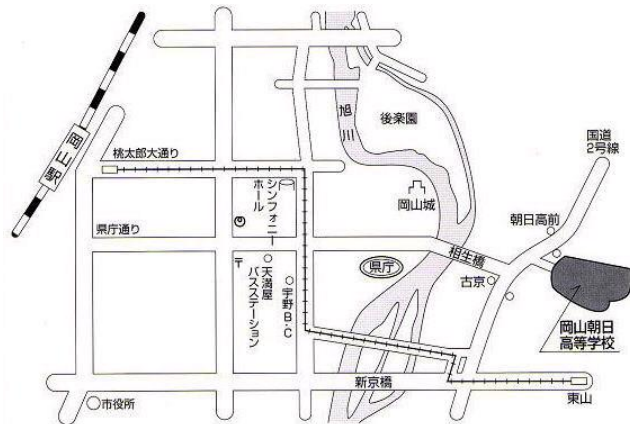 岡山駅
桃太郎大通り
県庁通り
シンフォニー
ホール
天満屋
バスステーション
宇野B.C
市役所
旭川
後楽園
岡山城
県庁
相生橋
古京
新京橋
東山
国道
2号線
朝日高前
岡山朝日
高等学校